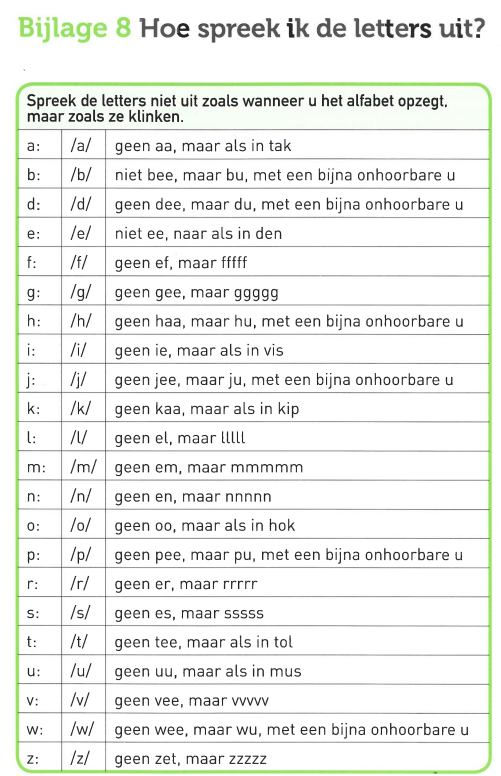 Bijlage 8 Hoe spreek ik de letters uit?
Spreek de letters niet uit zoals wanneer u het alfabet opzegt,
maar zoals ze klinken.
a: /a/ geen aa, maar als in tak
b: /b/ niet bee, maar bu, met een bijna onhoorbare u
d: /d/ geen dee, maar du, met een bijna onhoorbare u
e: /e/ niet ee, naar als in den
f: /f/ geen ef, maar fffff
g: /g/ geen gee, maar ggggg
h: /h/ geen haa, maar hu, met een bijna onhoorbare u
i: /i/ geen ie, maar als in vis
j: /j/ geen jee, maar ju, met een bijna onhoorbare u
k: /k/ geen kaa, maar als in kip
l: /l/ geen el, maar lllll
m: /m/ geen em, maar mmmmm
n: /n/ geen en, maar nnnnn
o: /o/ geen oo, maar als in hok
p: /p/ geen pee, maar pu, met een bijna onhoorbare u
r: /r/ geen er, maar rrrrr
s: /s/ geen es, maar sssss
t: /t/ geen tee, maar als in tol
u: /u/ geen uu, maar als in mus
v: /v/ geen vee, maar vvvvv
w: /w/ geen wee, maar wu, met een bijna onhoorbare u
z: /z/ geen zet, maar zzzzz